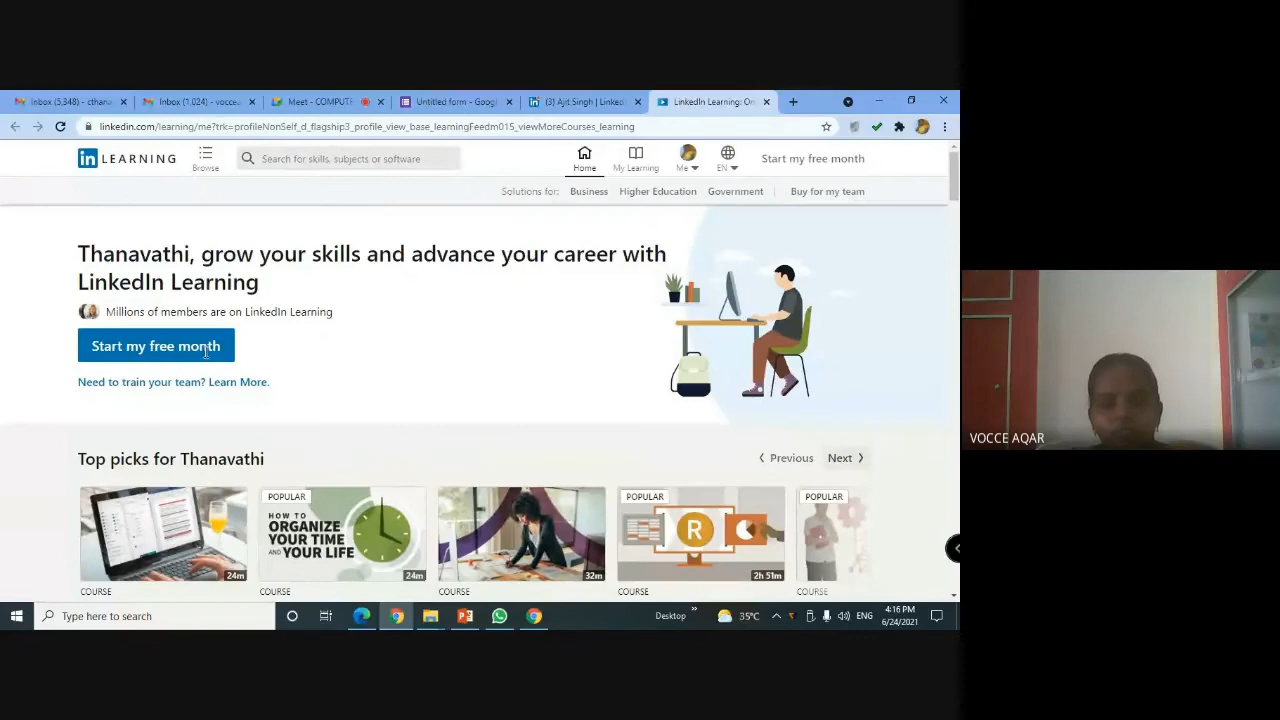 Inbox (5,348) - cthana
Inbox (1,024) - voccea
Meet - COMPUT
Untitled form - Googl
(3) Ajit Singh | Linked
LinkedIn Learning: On
linkedin.com/learning/me?trk=profileNonSelf_d_flagship3_profile_view_base_learningFeedm015_viewMoreCourses_learning
in LEARNING
Browse
Search for skills, subjects or software
Home
My Learning
Me
EN
Start my free month
Solutions for:
Business
Higher Education
Government
Buy for my team
Thanavathi, grow your skills and advance your career with
LinkedIn Learning
Millions of members are on LinkedIn Learning
Start my free month
Need to train your team? Learn More.
Top picks for Thanavathi
Previous
Next
24m
COURSE
POPULAR
HOW TO
ORGANIZE
YOUR TIME
AND YOUR LIFE
24m
COURSE
32m
COURSE
POPULAR
R
2h 51m
COURSE
POPULAR
COURSE
VOCCE AQAR
Type here to search
Desktop
35°C
ENG
4:16 PM
6/24/2021